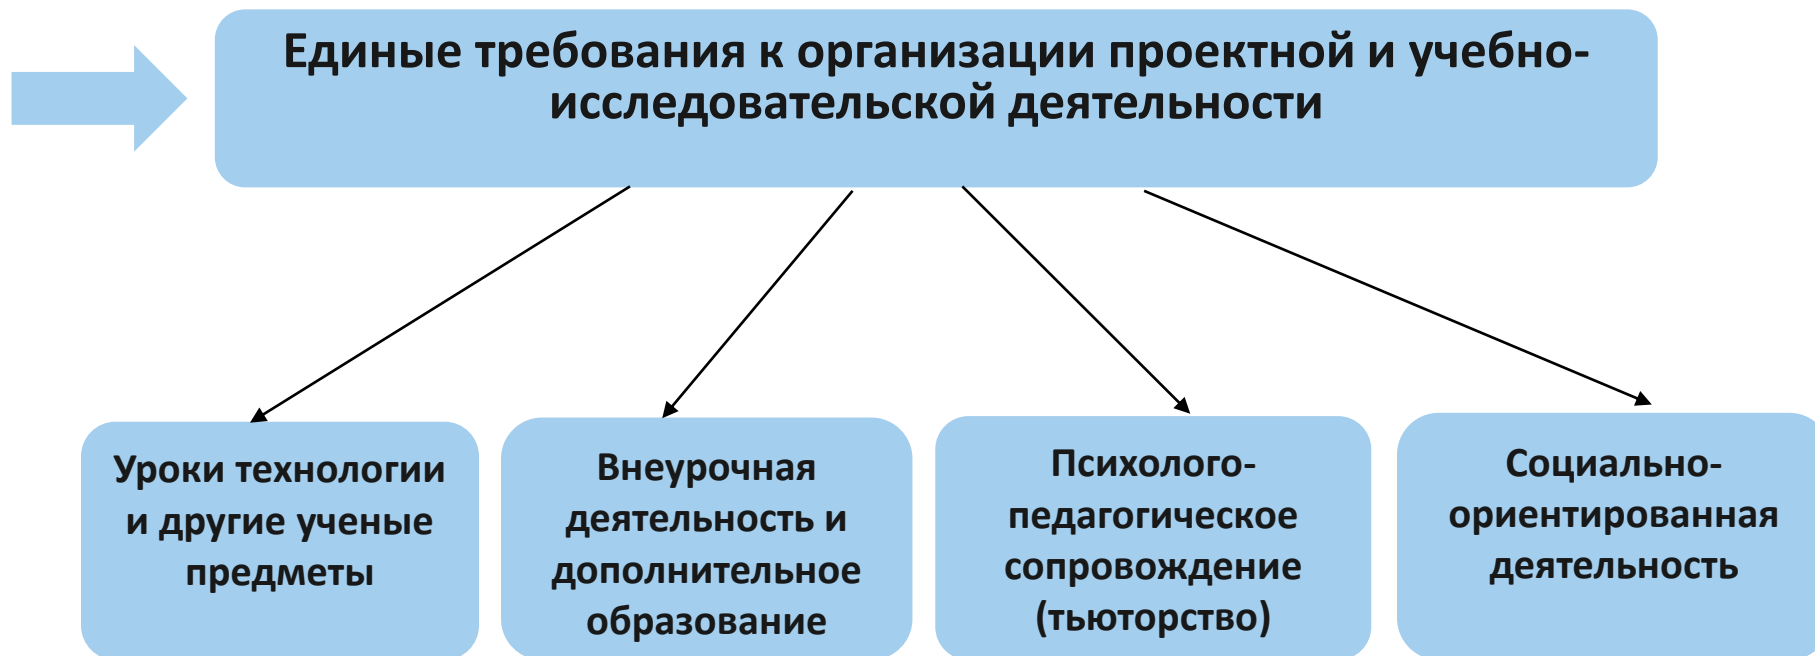 Единые требования к организации проектной и учебно-
исследовательской деятельности
Уроки технологии
и другие ученые
предметы
Внеурочная
деятельность и
дополнительное
образование
Психолого-
педагогическое
сопровождение
(тьюторство)
Социально-
ориентированная
деятельность